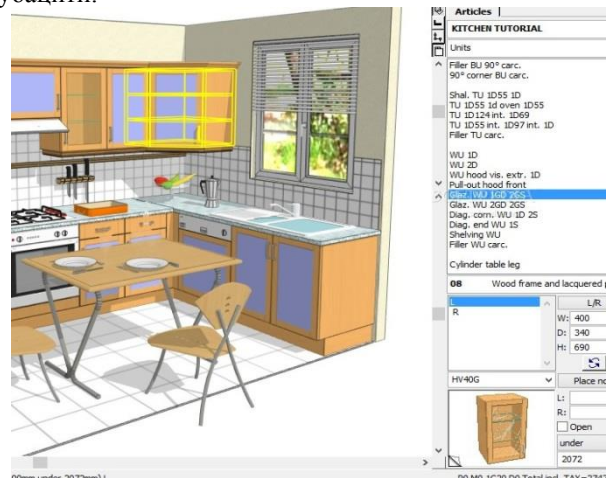 Articles
KITCHEN TUTORIAL
Units
Filler BU 90° carc.
90° corner BU carc.
Shal. TU 1D55 1D
TU 1D55 1d oven 1D55
TU 1D124 int. 1D69
TU 1D55 int. 1D97 int. 1D
Filler TU carc.
WU 1D
WU 2D
WU hood vis. extr. 1D
Pull-out hood front
Glaz. WU 1GD 2GS
Glaz. WU 2GD 2GS
Diag. corn. WU 1D 2S
Diag. end WU 1S
Shelving WU
Filler WU carc.
Cylinder table leg
08 Wood frame and lacquered
L
R
L/R
W: 400
D: 340
H: 690
HV40G
Place
L:
R:
Open
under
2072
under 2072mm)